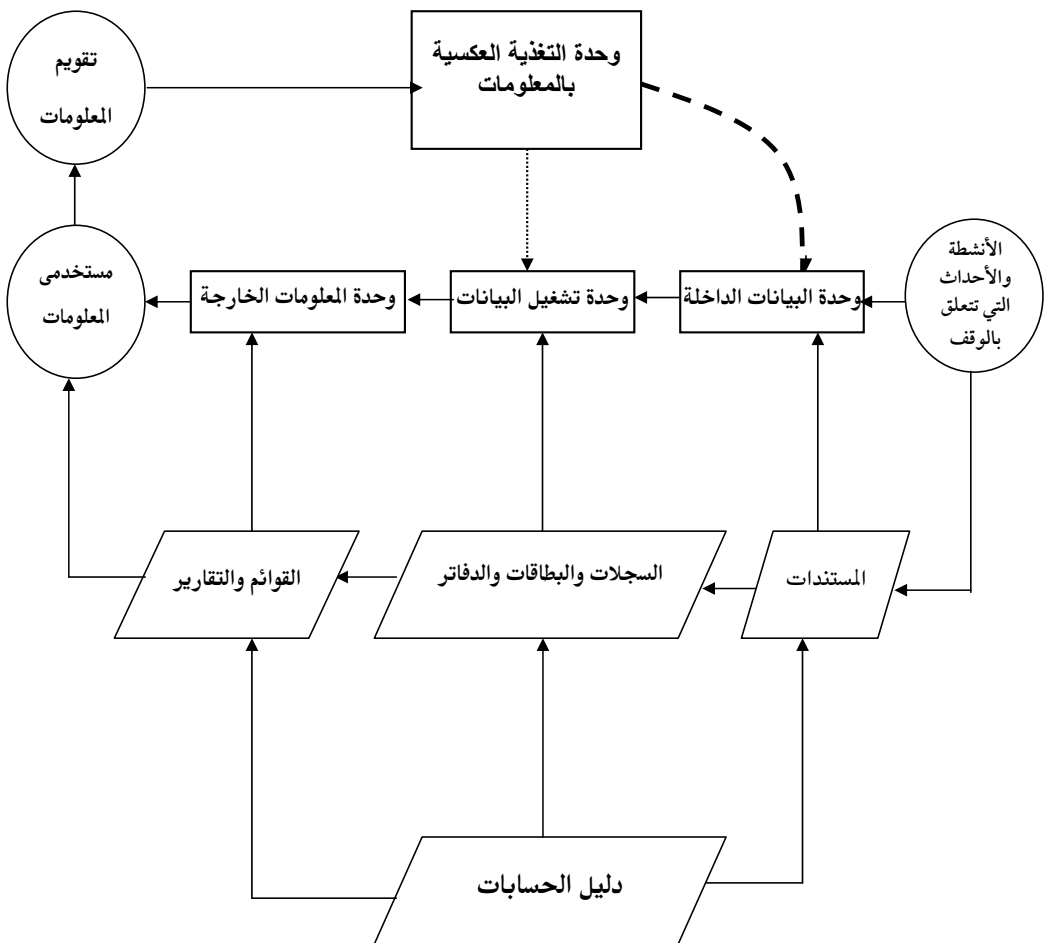 تقويم
المعلومات
وحدة التغذية العكسية
بالمعلومات
الأنشطة
والأحداث
التي تتعلق
بالوقف
وحدة البيانات الداخلة
وحدة تشغيل البيانات
وحدة المعلومات الخارجة
مستخدمى
المعلومات
المستندات
السجلات والبطاقات والدفاتر
القوائم والتقارير
دليل الحسابات